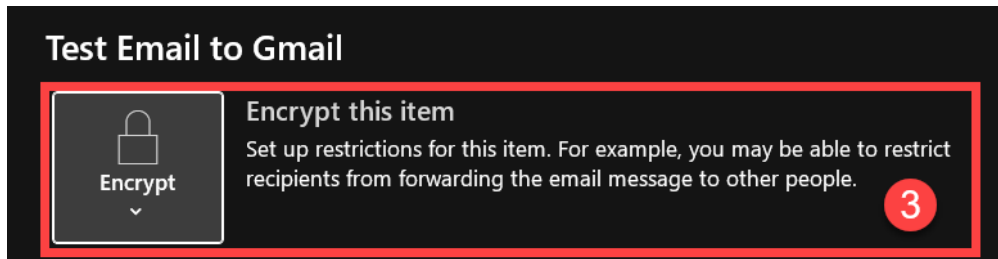 Test Email to Gmail
Encrypt
Encrypt this item
Set up restrictions for this item. For example, you may be able to restrict
recipients from forwarding the email message to other people.
3